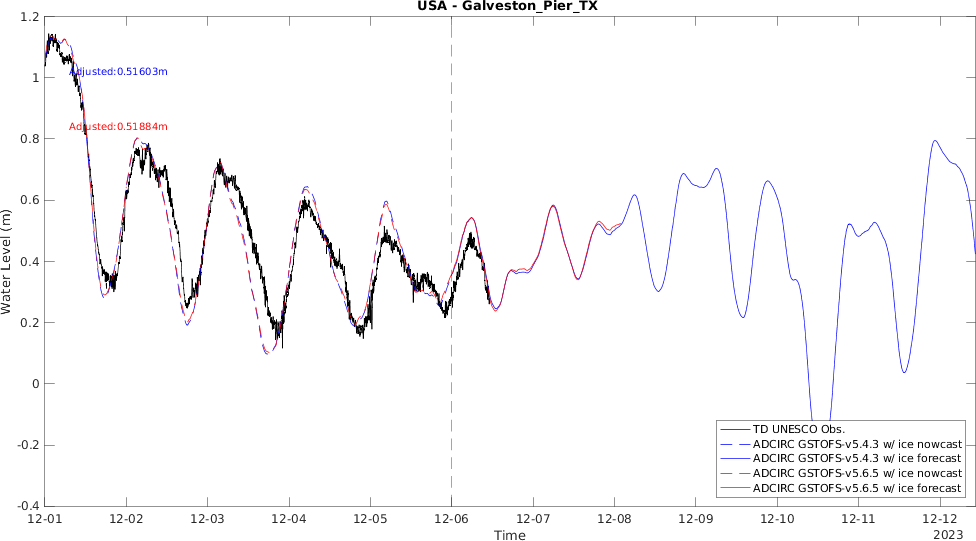 USA - Galveston_Pier_TX
1.2
1
0.8
0.6
0.4
0.2
0
-0.2
-0.4
Water Level (m)
Adjusted:0.51603m
Adjusted:0.51884m
TD UNESCO Obs.
ADCIRC GSTOFS-v5.4.3 w/ ice nowcast
ADCIRC GSTOFS-v5.4.3 w/ ice forecast
ADCIRC GSTOFS-v5.6.5 w/ ice nowcast
ADCIRC GSTOFS-v5.6.5 w/ ice forecast
12-01 12-02 12-03 12-04 12-05 12-06 12-07 12-08 12-09 12-10 12-11 12-12
Time
2023